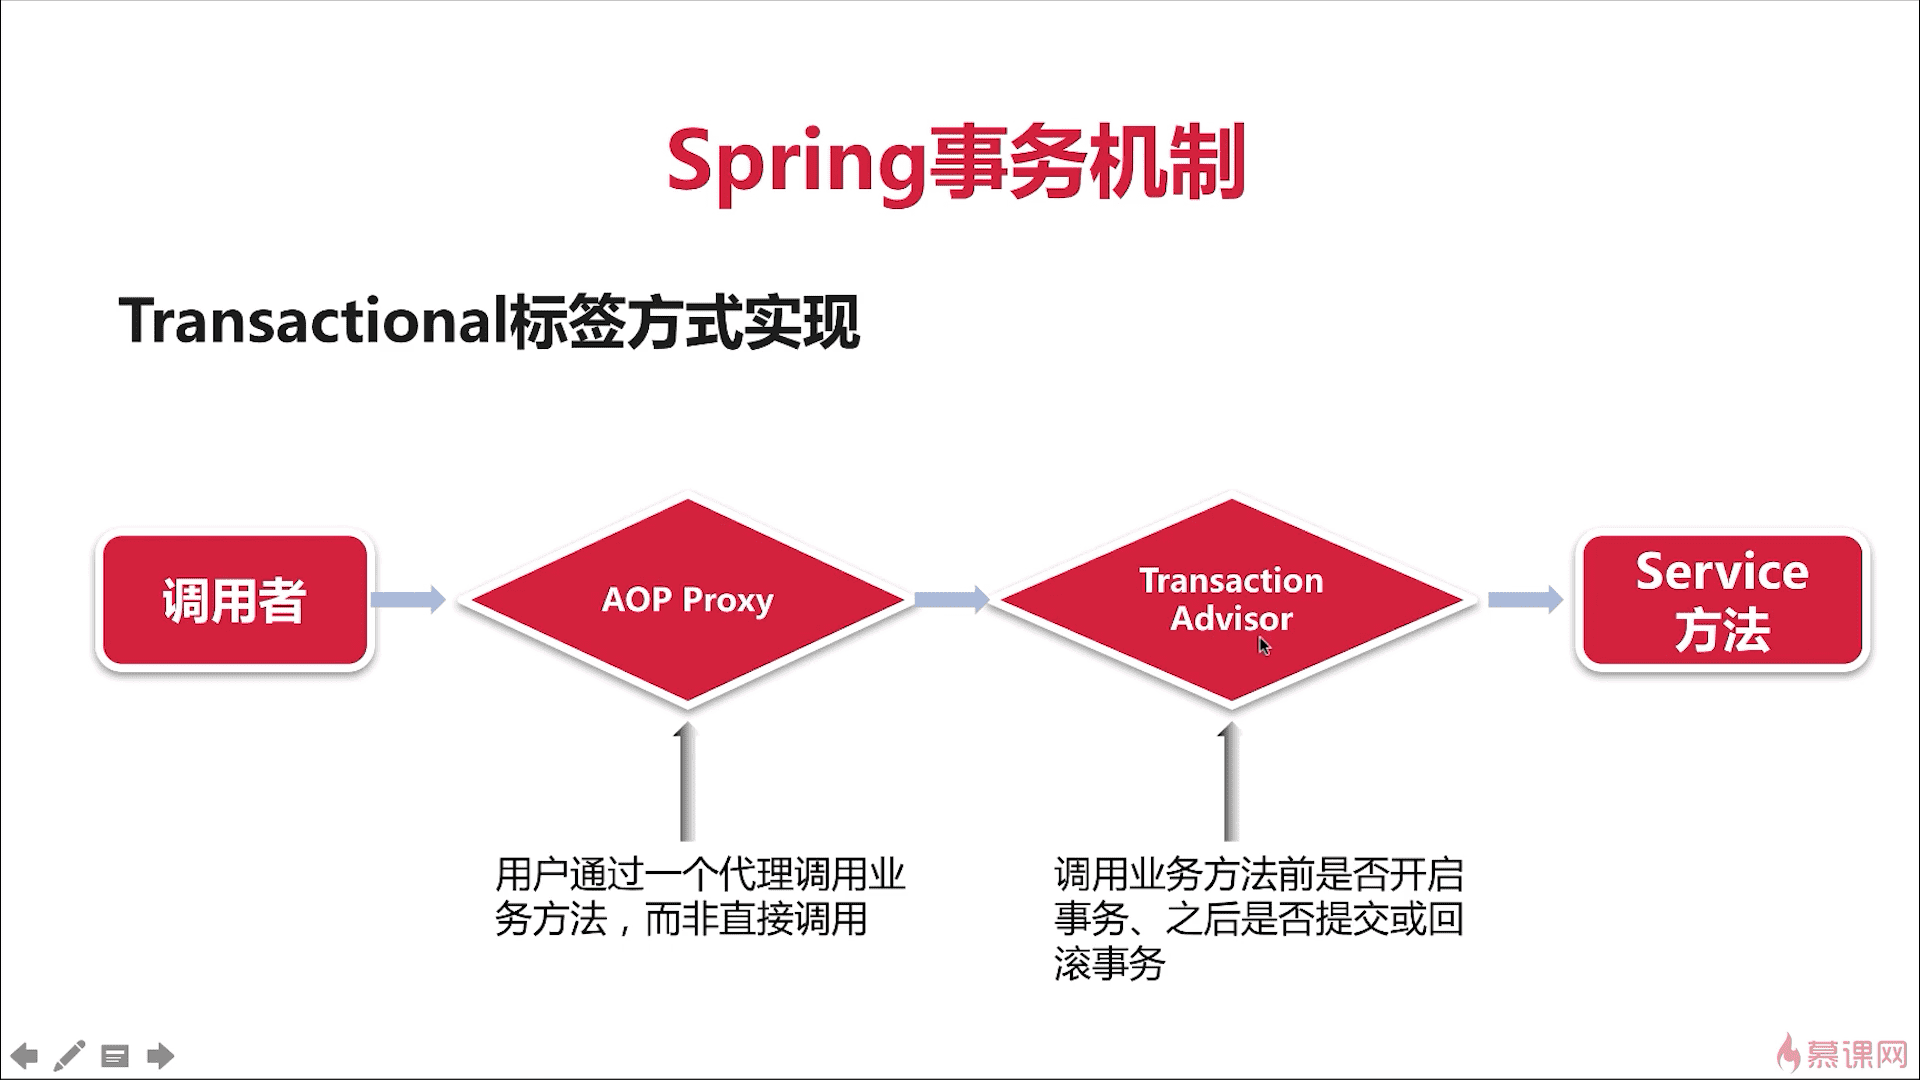 Spring事务机制
Transactional标签方式实现
调用者
AOP Proxy
Transaction
Advisor
Service
方法
用户通过一个代理调用业
务方法，而非直接调用
调用业务方法前是否开启
事务、之后是否提交或回
滚事务
慕课网